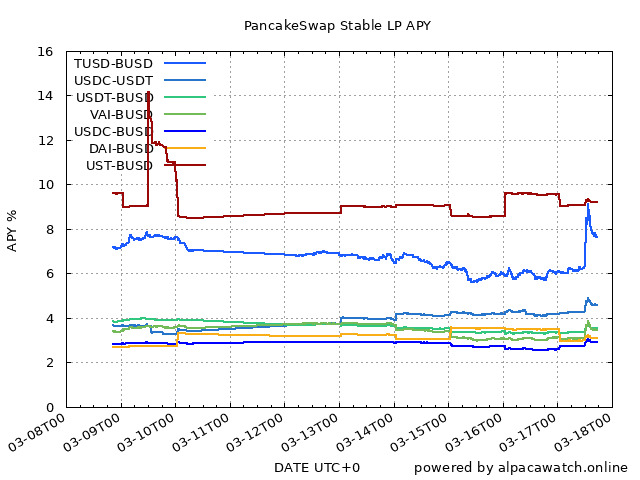 PancakeSwap Stable LP APY
16
14
12
10
8
6
4
2
0
APY %
TUSD-BUSD
USDC-USDT
USDT-BUSD
VAI-BUSD
USDC-BUSD
DAI-BUSD
UST-BUSD
03-08T00
03-09T00
03-10T00
03-11T00
03-12T00
03-13T00
03-14T00
03-15T00
03-16T00
03-17T00
03-18T00
DATE UTC+0
powered by alpacawatch.online